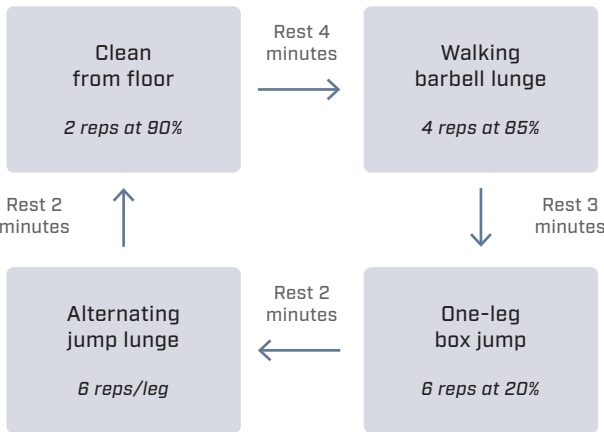 Clean
from floor
2 reps at 90%
Rest 4
minutes
Walking
barbell lunge
4 reps at 85%
Rest 3
minutes
One-leg
box jump
6 reps at 20%
Rest 2
minutes
Alternating
jump lunge
6 reps/leg
Rest 2
minutes